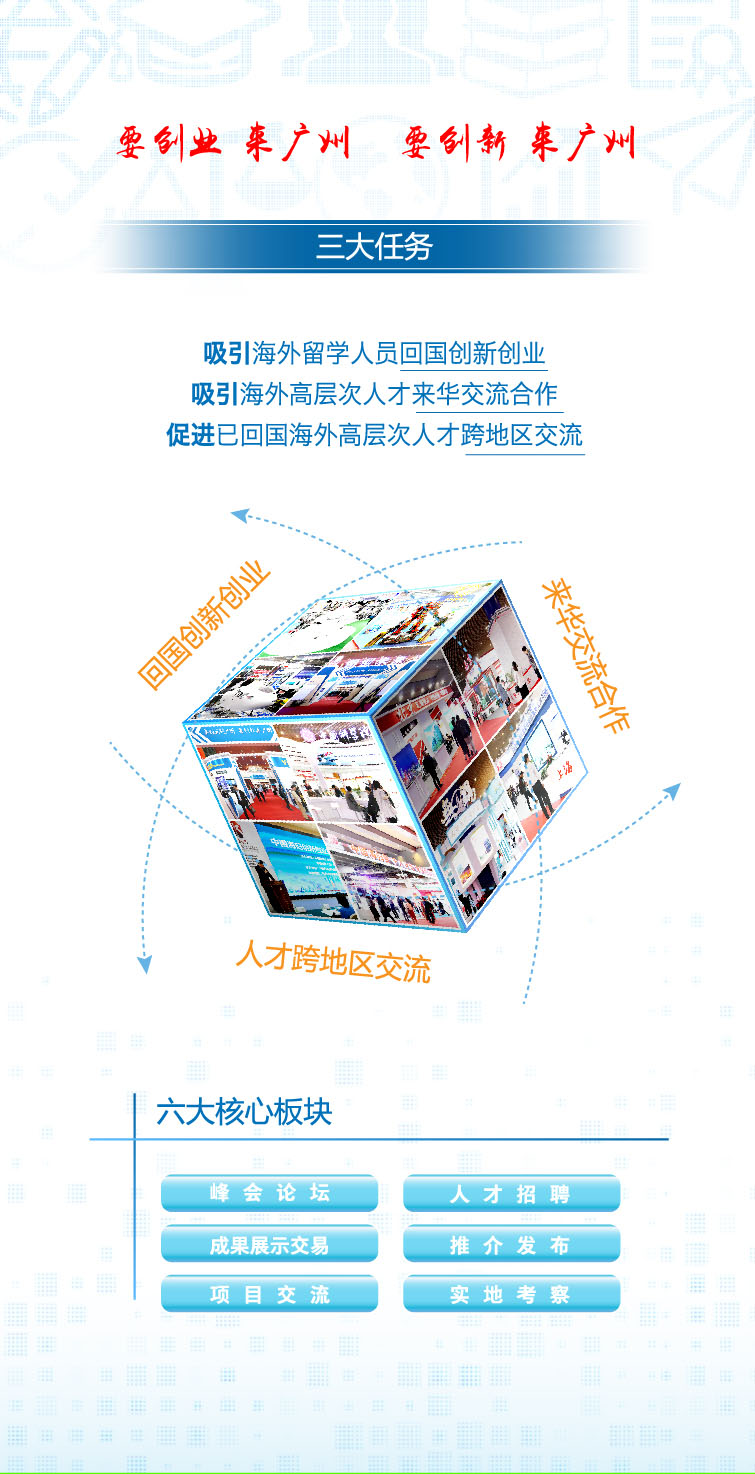 要创业 来广州 要创新 来广州
三大任务
吸引海外留学人员回国创新创业
吸引海外高层次人才来华交流合作
促进已回国海外高层次人才跨地区交流
回国创新创业
来华交流合作
人才跨地区交流
六大核心板块
峰会论坛 人才招聘
成果展示交易 推介发布
项目交流 实地考察